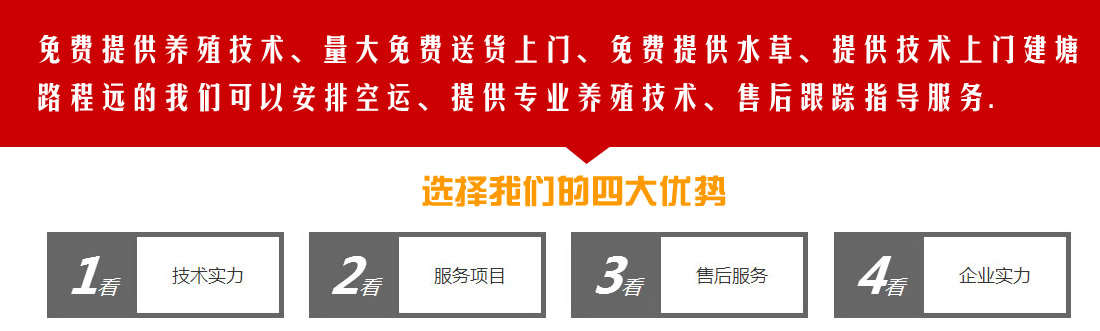 免费提供养殖技术、量大免费送货上门、免费提供水草、提供技术上门建塘
路程远的我们可以安排空运、提供专业养殖技术、售后跟踪指导服务.
选择我们的四大优势
1看 技术实力 2看 服务项目 3看 售后服务 4看 企业实力